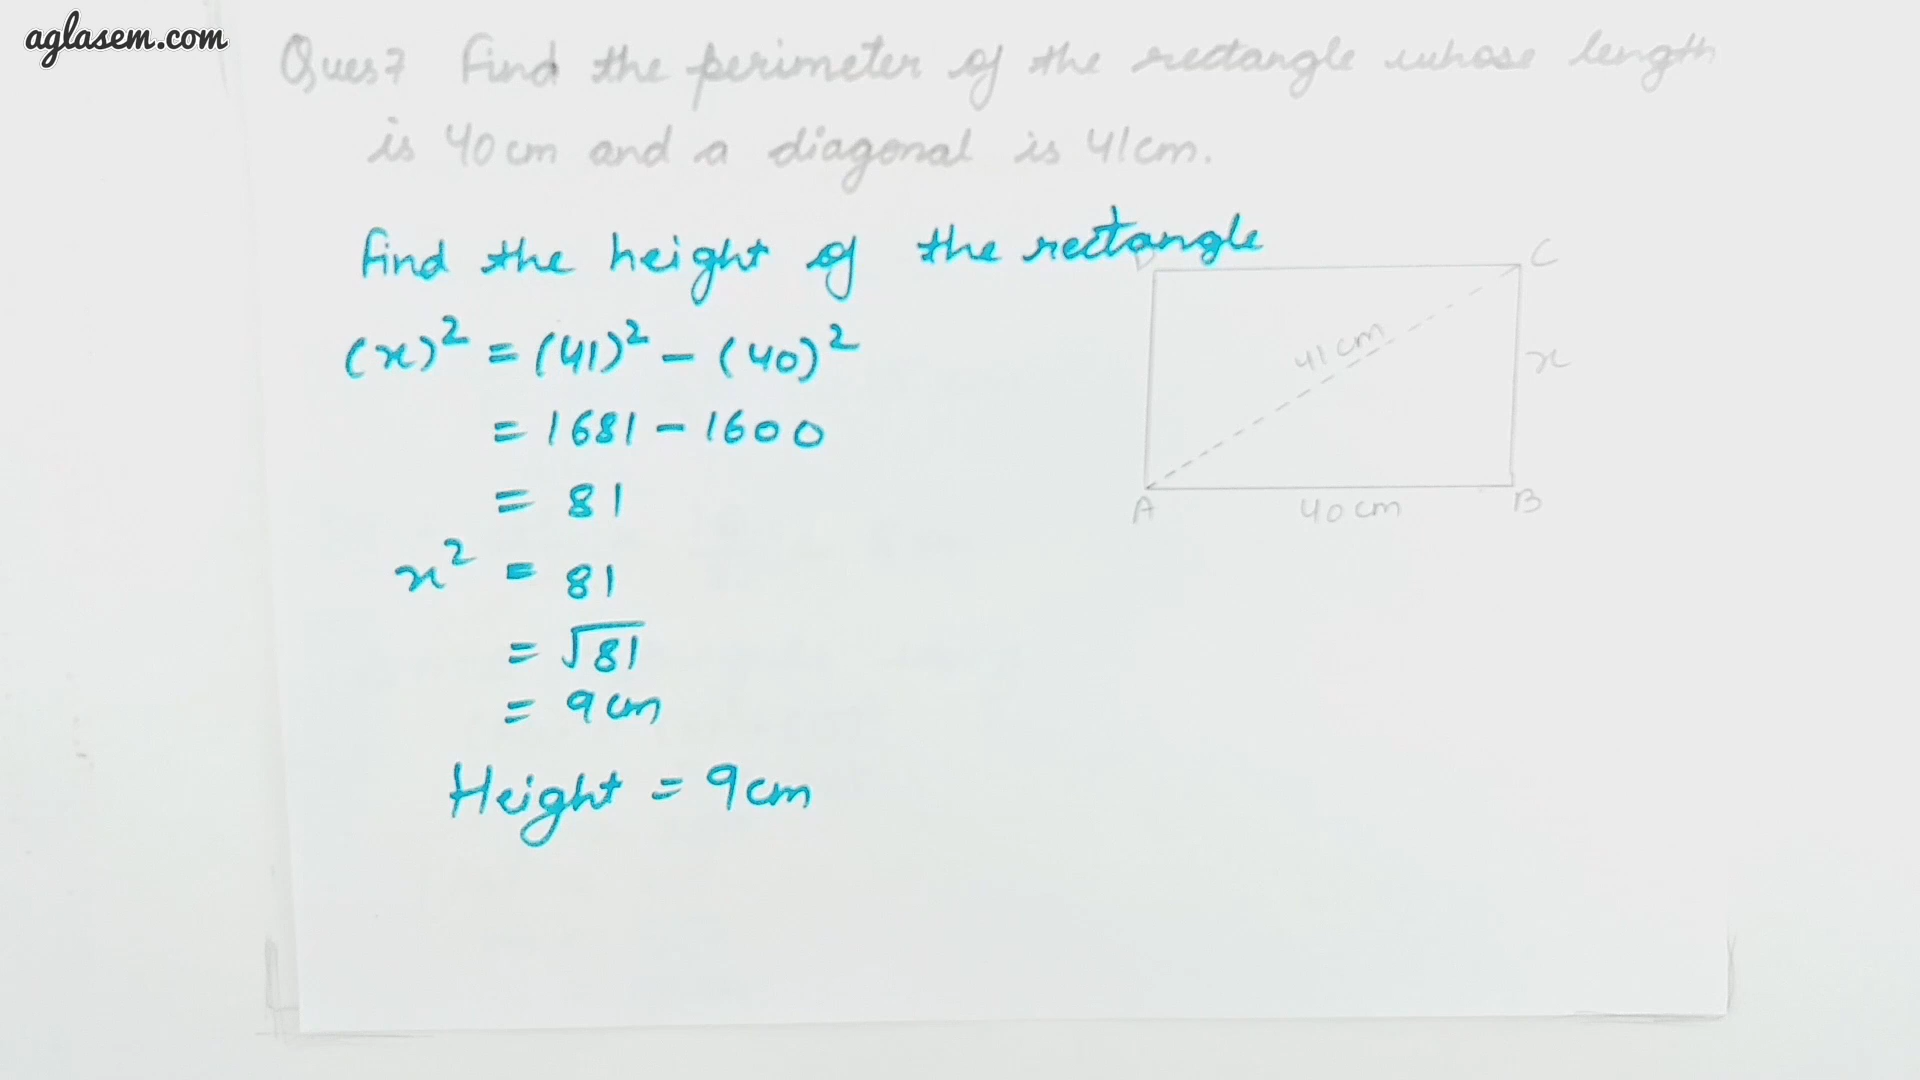 aglasem.com
Ques7 Find the perimeter of the rectangle whose length
is 40cm and a diagonal is 41cm.
find the height of the rectangle
(x)² = (41)² - (40)²
= 1681 - 1600
= 81
x² = 81
= √81
= 9cm
Height = 9cm
D
C
41cm
x
A
40cm
B